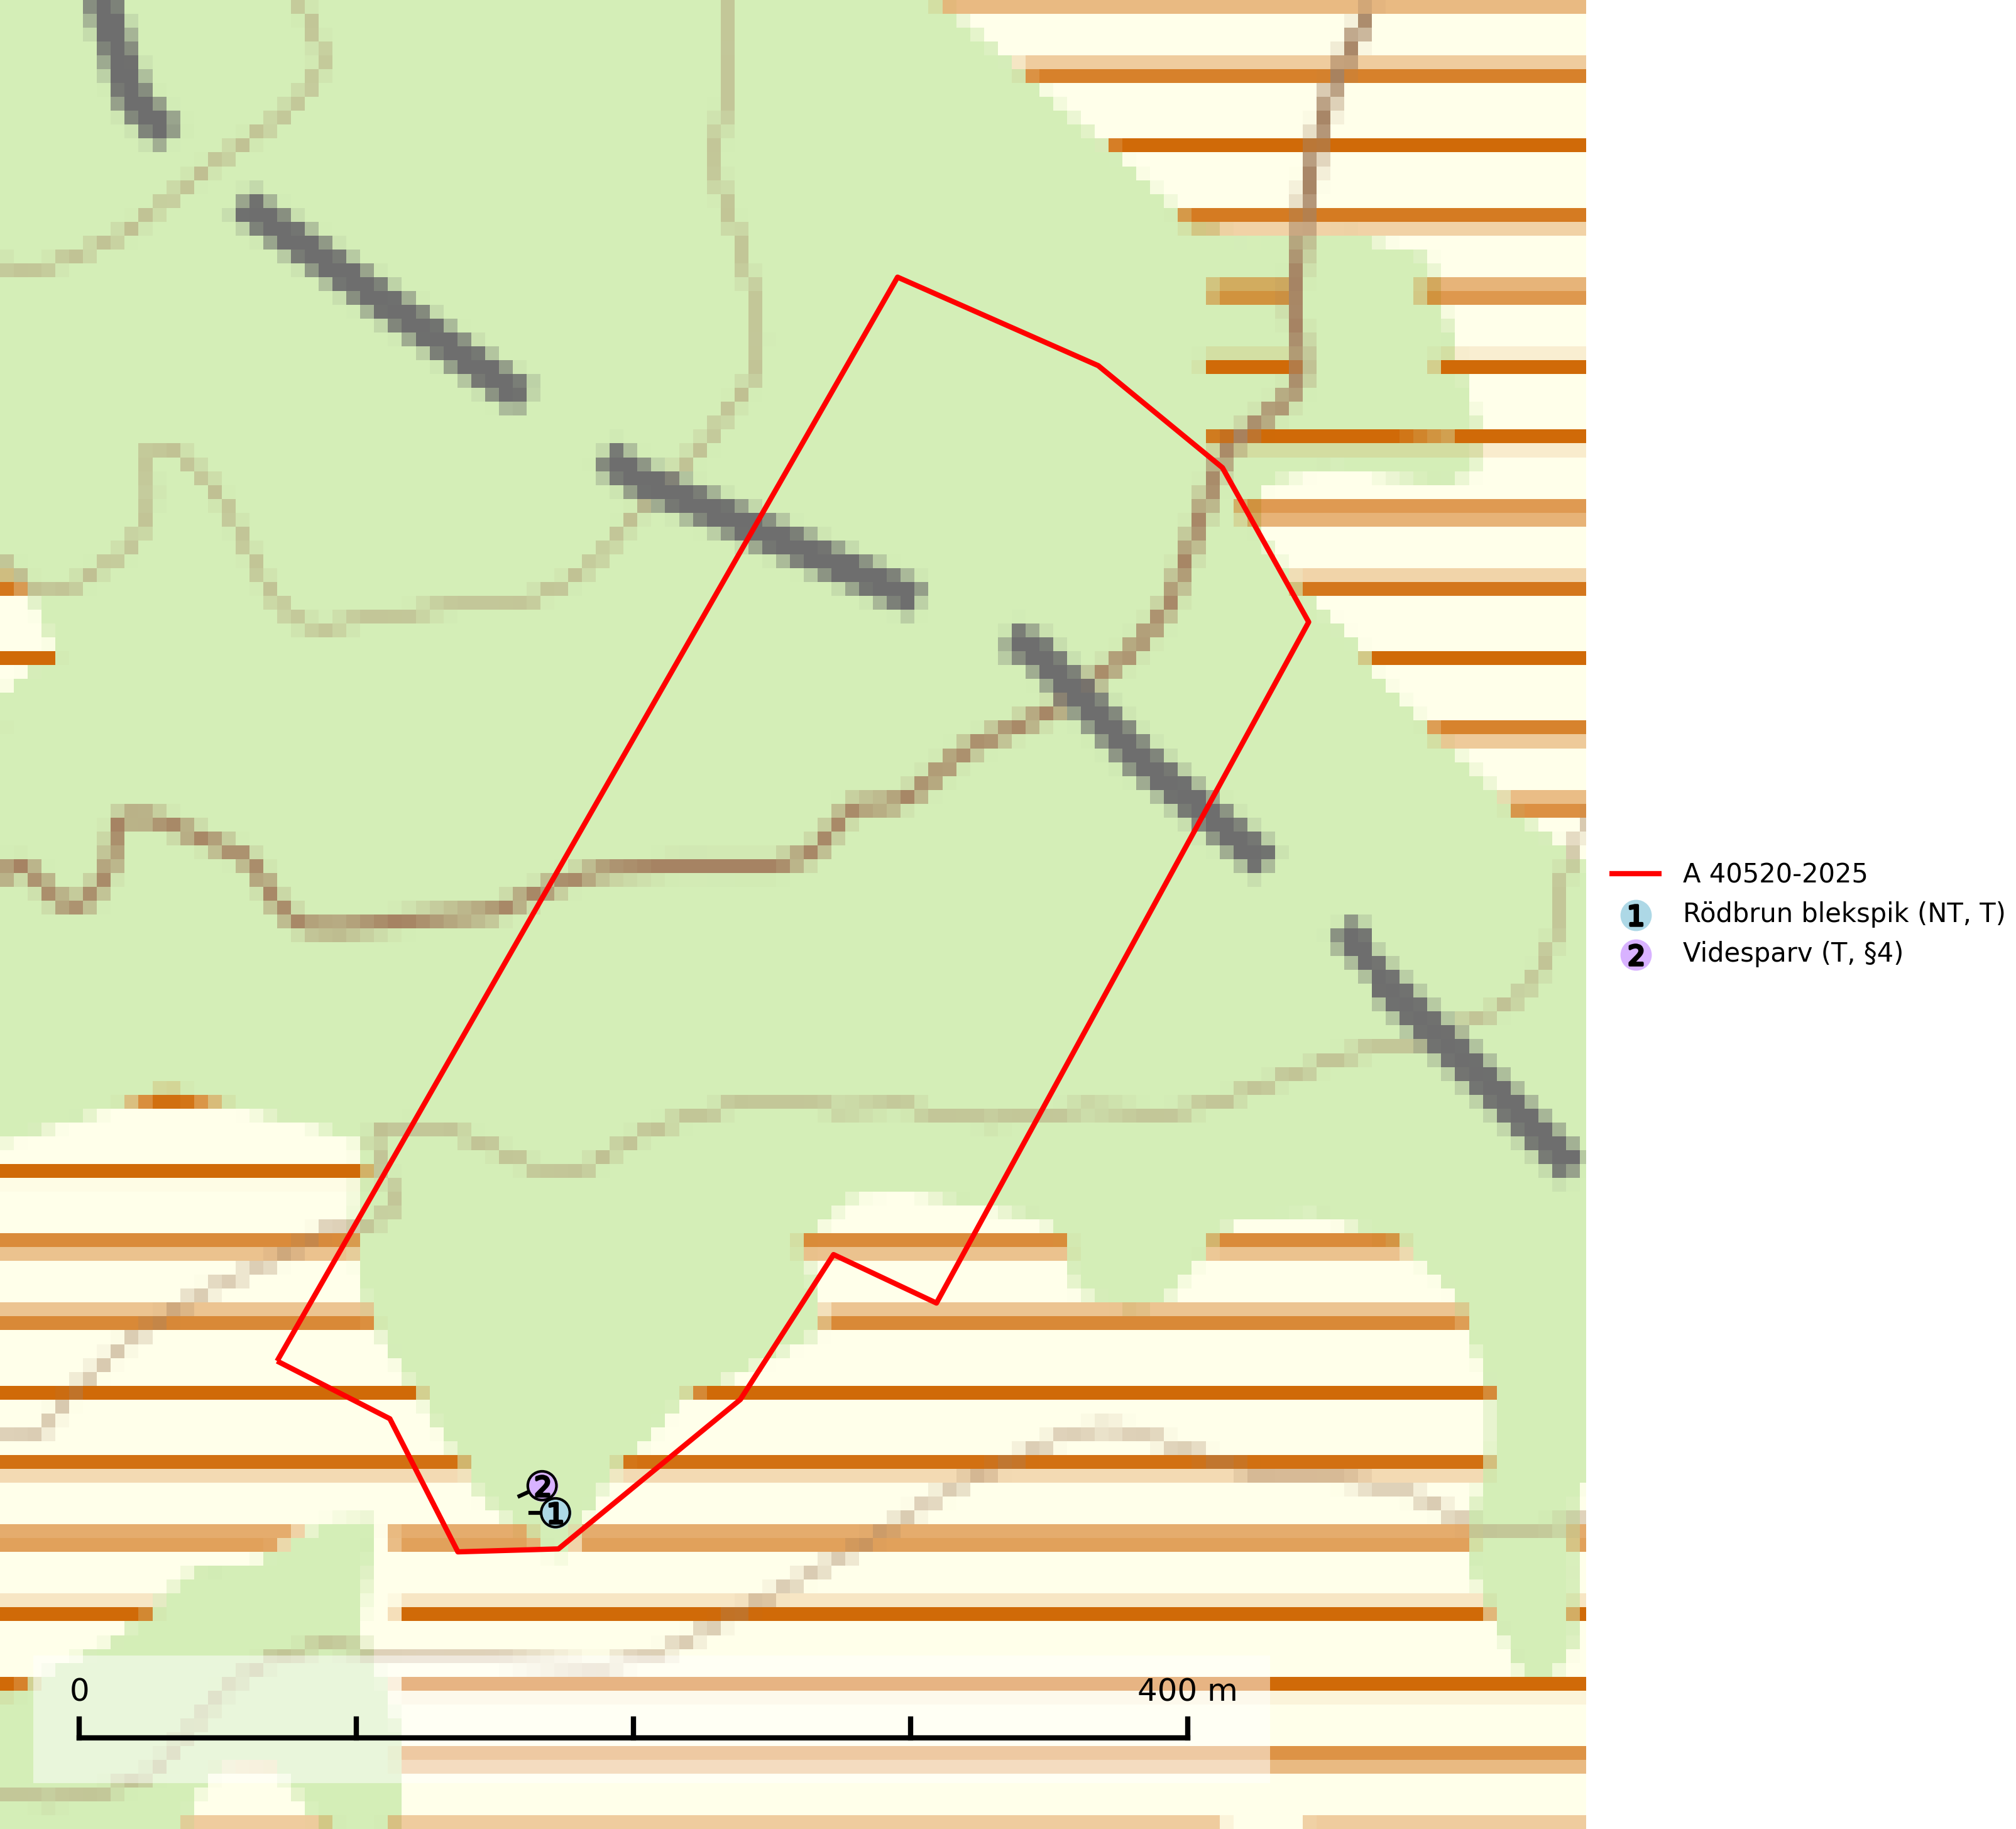 A 40520-2025
1 Rödbrun blekspik (NT, T)
2 Videsparv (T, §4)
2
1
0 400 m